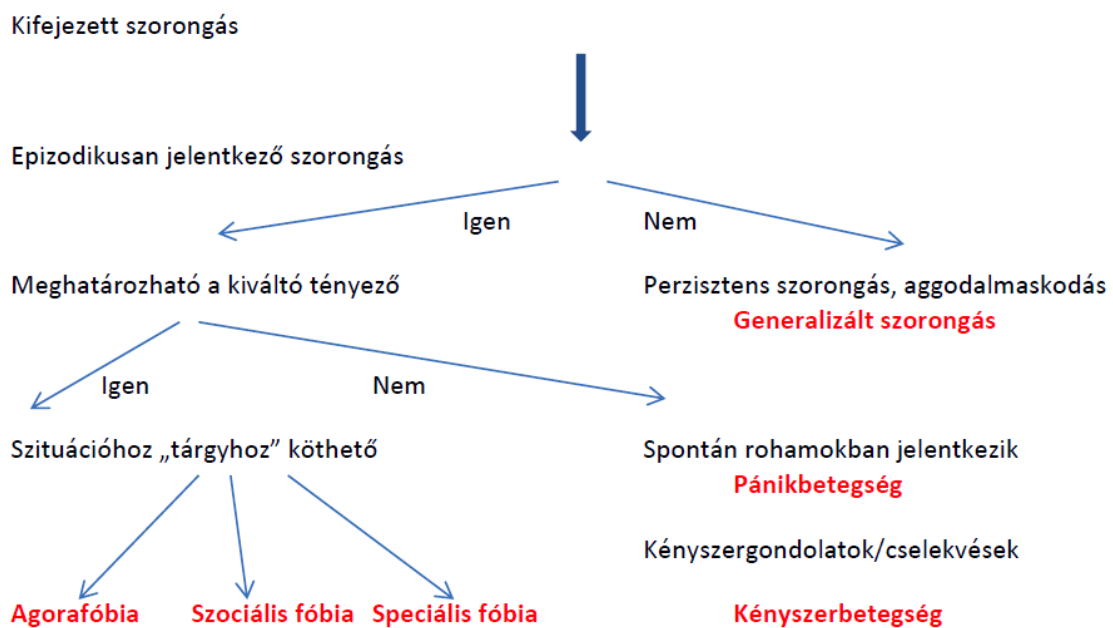 Kifejezett szorongás
Epizodikusan jelentkező szorongás
Igen
Nem
Meghatározható a kiváltó tényező
Perzisztens szorongás, aggodalmaskodás
Generalizált szorongás
Igen
Nem
Szituációhoz „tárgyhoz” köthető
Spontán rohamokban jelentkezik
Pánikbetegség
Kényszergondolatok/cselekvések
Agorafóbia
Szociális fóbia
Speciális fóbia
Kényszerbetegség